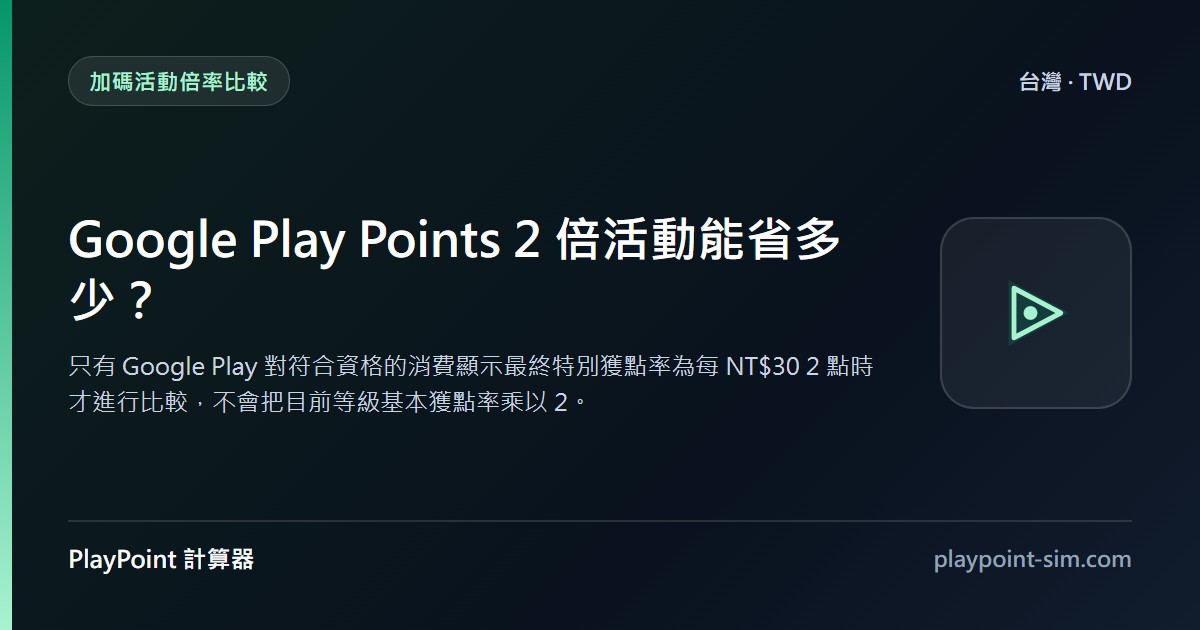 加碼活動倍率比較
台灣 · TWD
Google Play Points 2 倍活動能省多
少？
只有 Google Play 對符合資格的消費顯示最終特別獲點率為每 NT$30 2 點時
才進行比較，不會把目前等級基本獲點率乘以 2。
PlayPoint 計算器
playpoint-sim.com